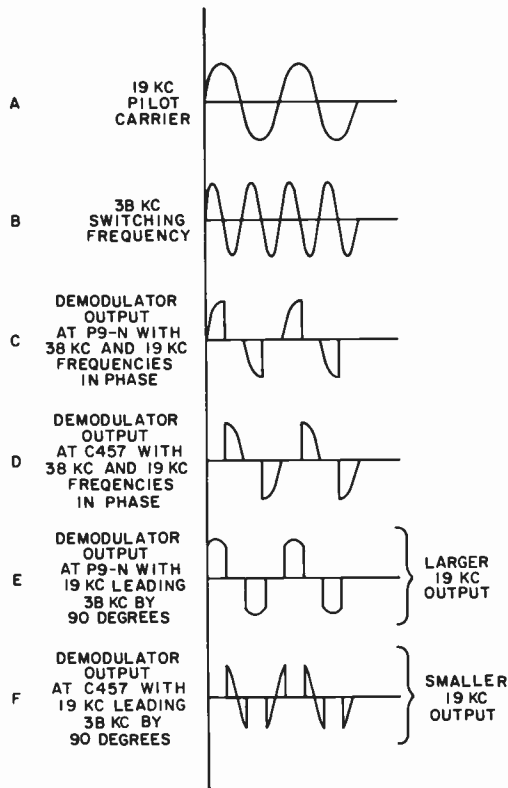 A
19 KC
PILOT
CARRIER
B
38 KC
SWITCHING
FREQUENCY
C
DEMODULATOR
OUTPUT
AT P9-N WITH
38 KC AND 19 KC
FREQUENCIES
IN PHASE
D
DEMODULATOR
OUTPUT
AT C457 WITH
38 KC AND 19 KC
FREQENCIES
IN PHASE
E
DEMODULATOR
OUTPUT
AT P9-N WITH
19 KC LEADING
38 KC BY
90 DEGREES
LARGER
19 KC
OUTPUT
F
DEMODULATOR
OUTPUT
AT C457 WITH
19 KC LEADING
38 KC BY
90 DEGREES
SMALLER
19 KC
OUTPUT